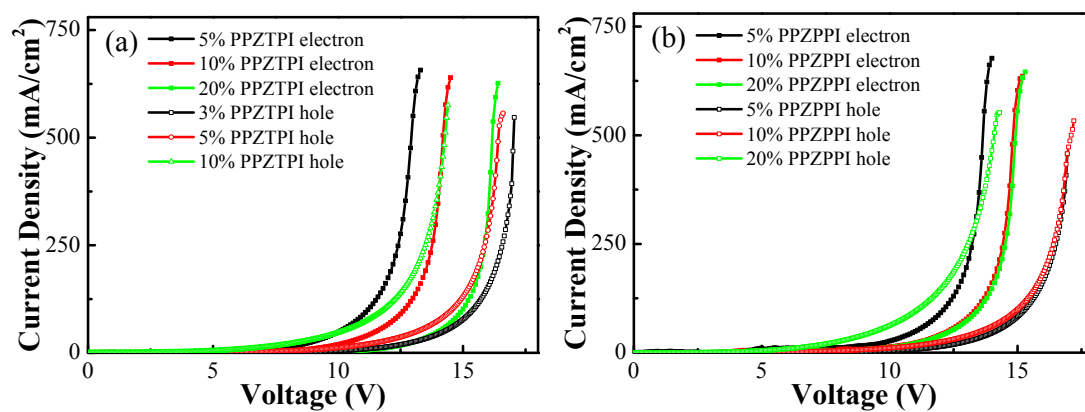 (a)
5% PPZTPI electron
10% PPZTPI electron
20% PPZTPI electron
3% PPZTPI hole
5% PPZTPI hole
10% PPZTPI hole
750
500
250
0
Current Density (mA/cm²)
0 5 10 15
Voltage (V)
(b)
5% PPZPPI electron
10% PPZPPI electron
20% PPZPPI electron
5% PPZPPI hole
10% PPZPPI hole
20% PPZPPI hole
750
500
250
0
Current Density (mA/cm²)
0 5 10 15
Voltage (V)